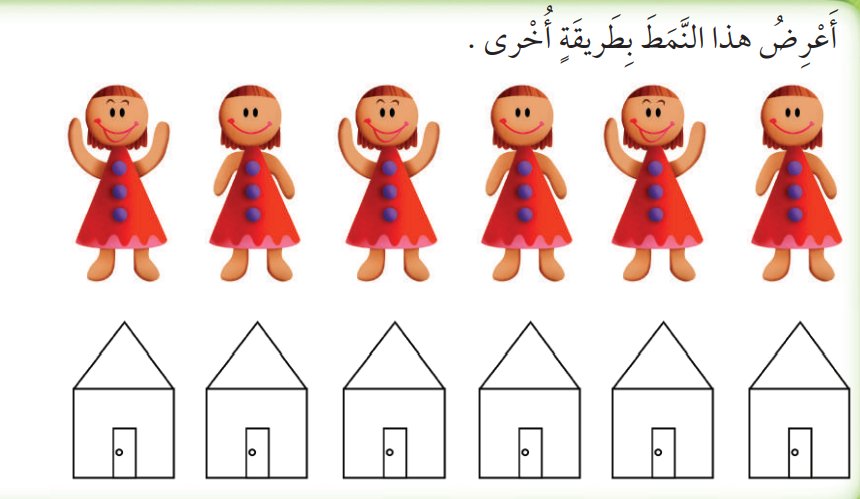 أَعْرِضُ هذا النَّمَطَ بِطَريقَةٍ أُخْرى .